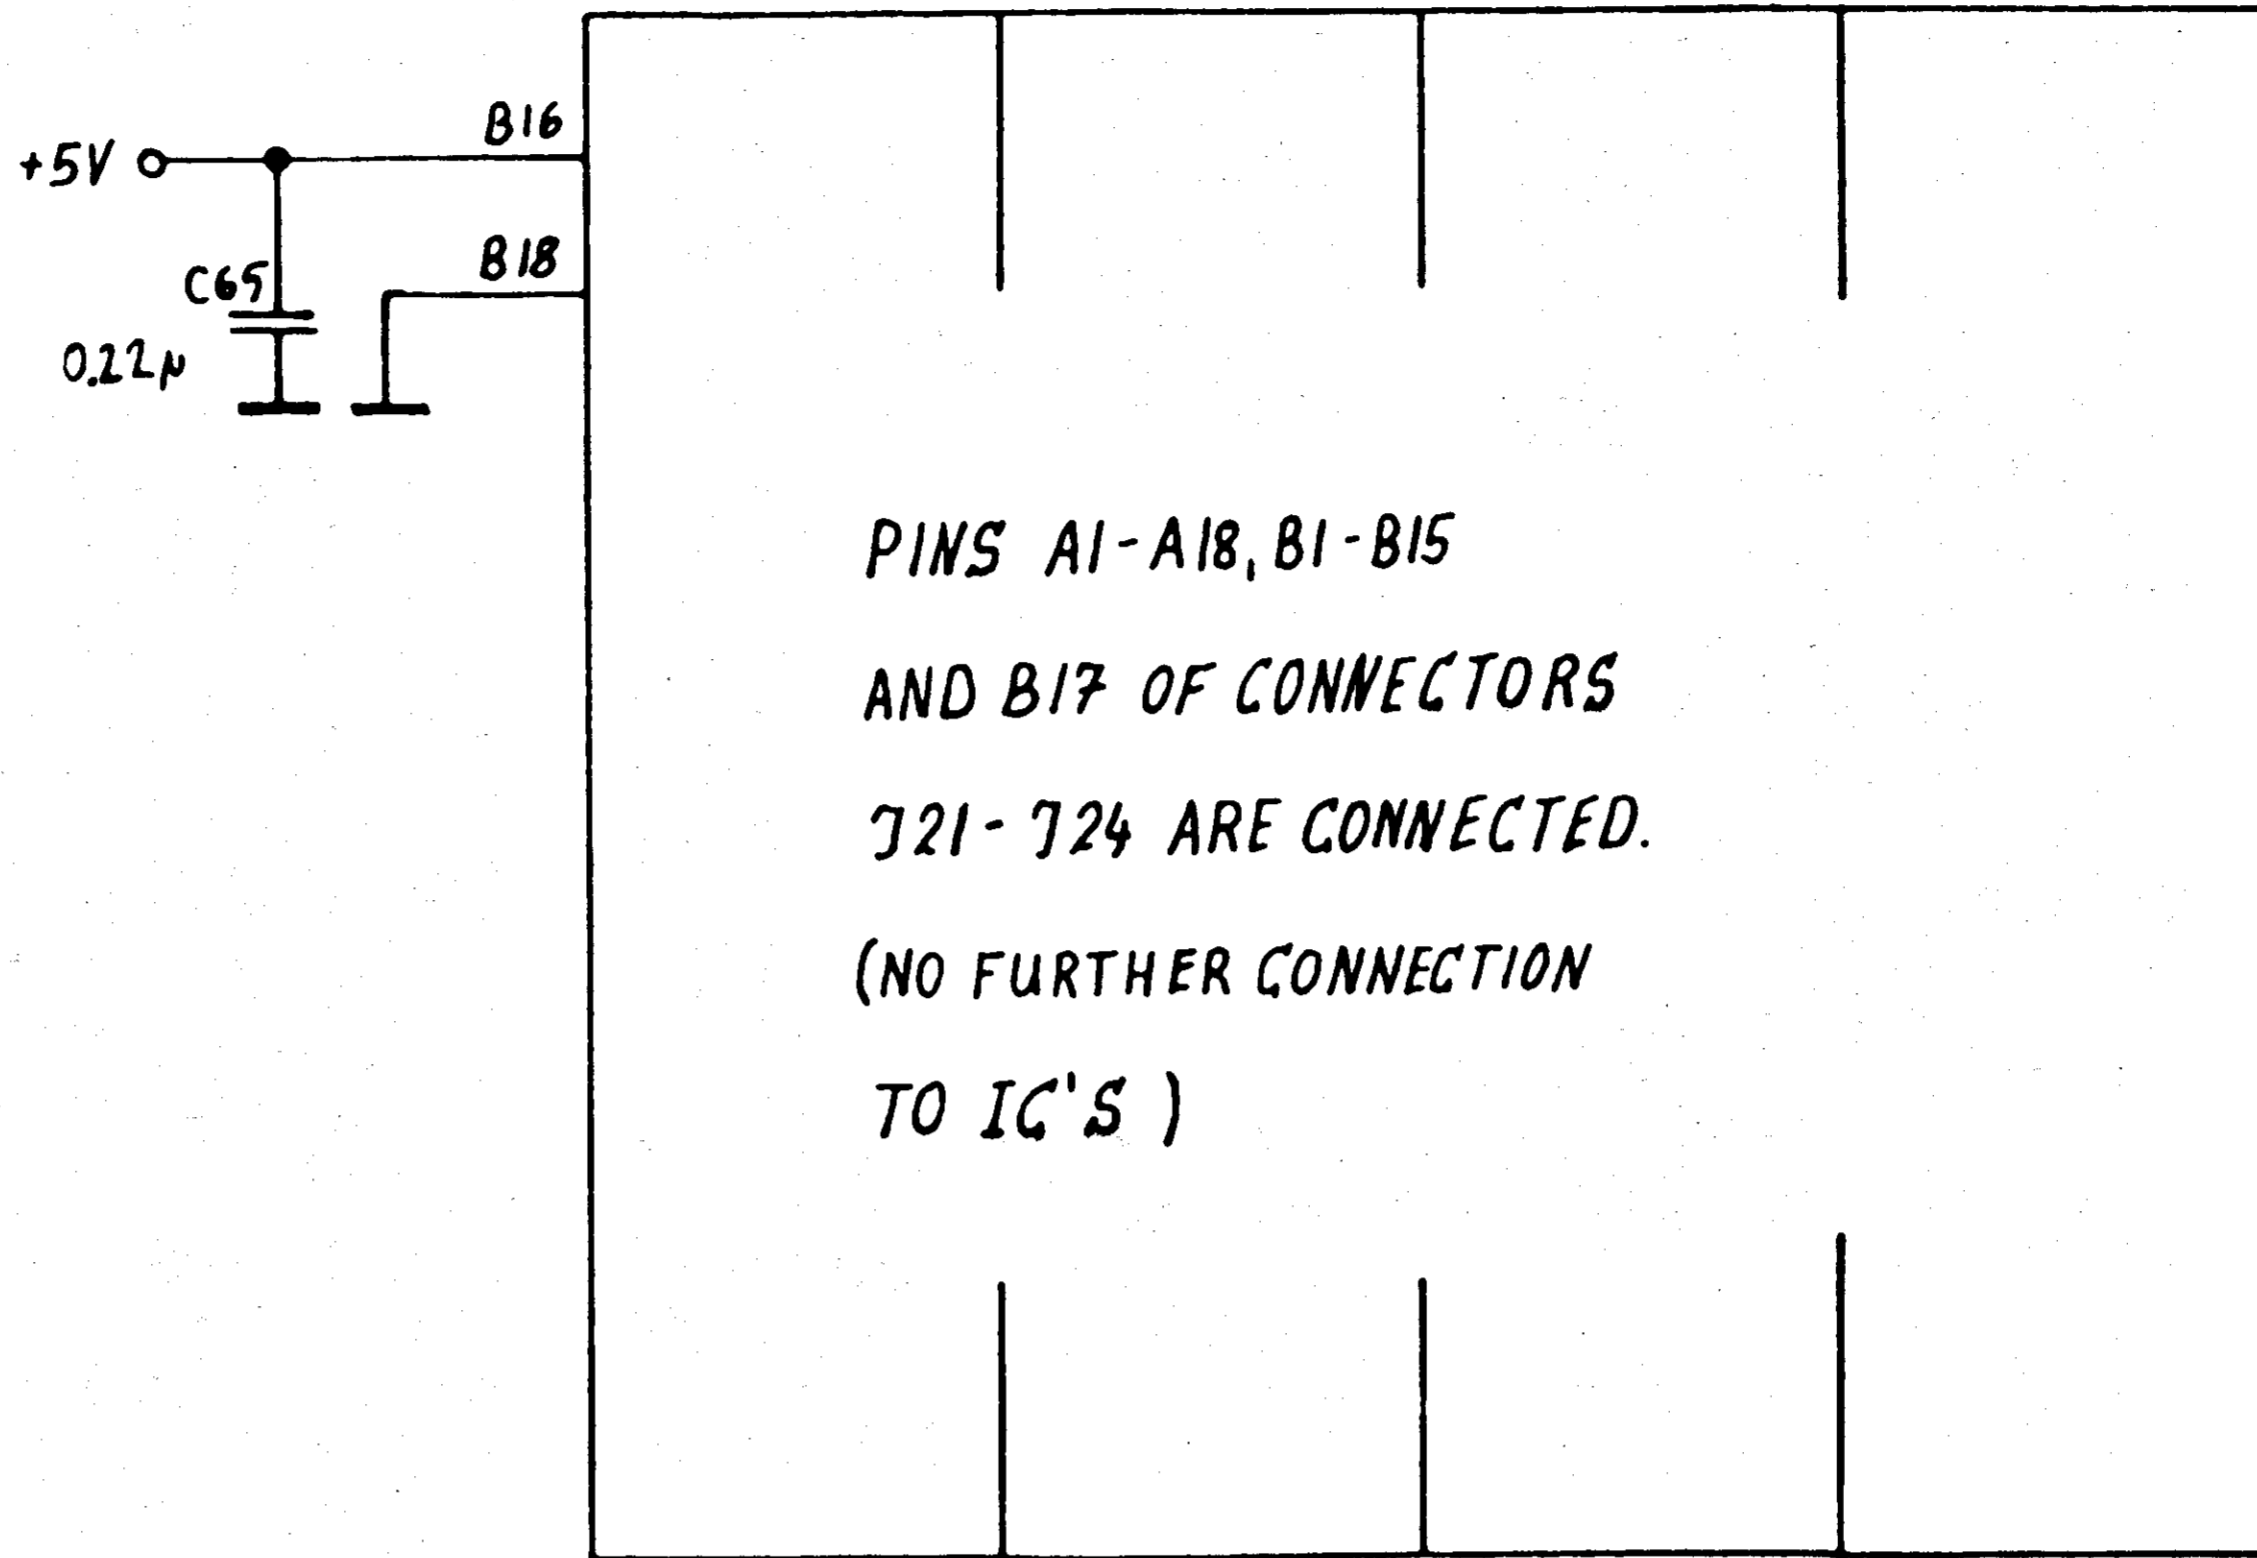 B16
+5V
B18
C65
0.22µ
PINS A1-A18, B1-B15
AND B17 OF CONNECTORS
J21-J24 ARE CONNECTED.
(NO FURTHER CONNECTION
TO IC'S )